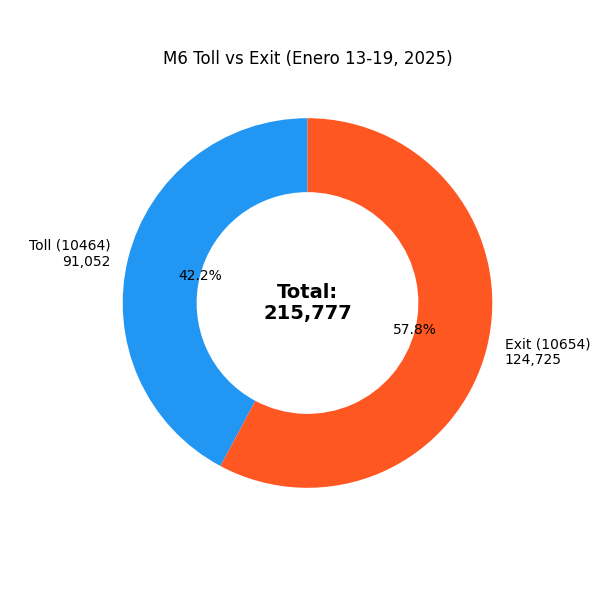 M6 Toll vs Exit (Enero 13-19, 2025)
Toll (10464)
91,052
42.2%
Total:
215,777
57.8%
Exit (10654)
124,725